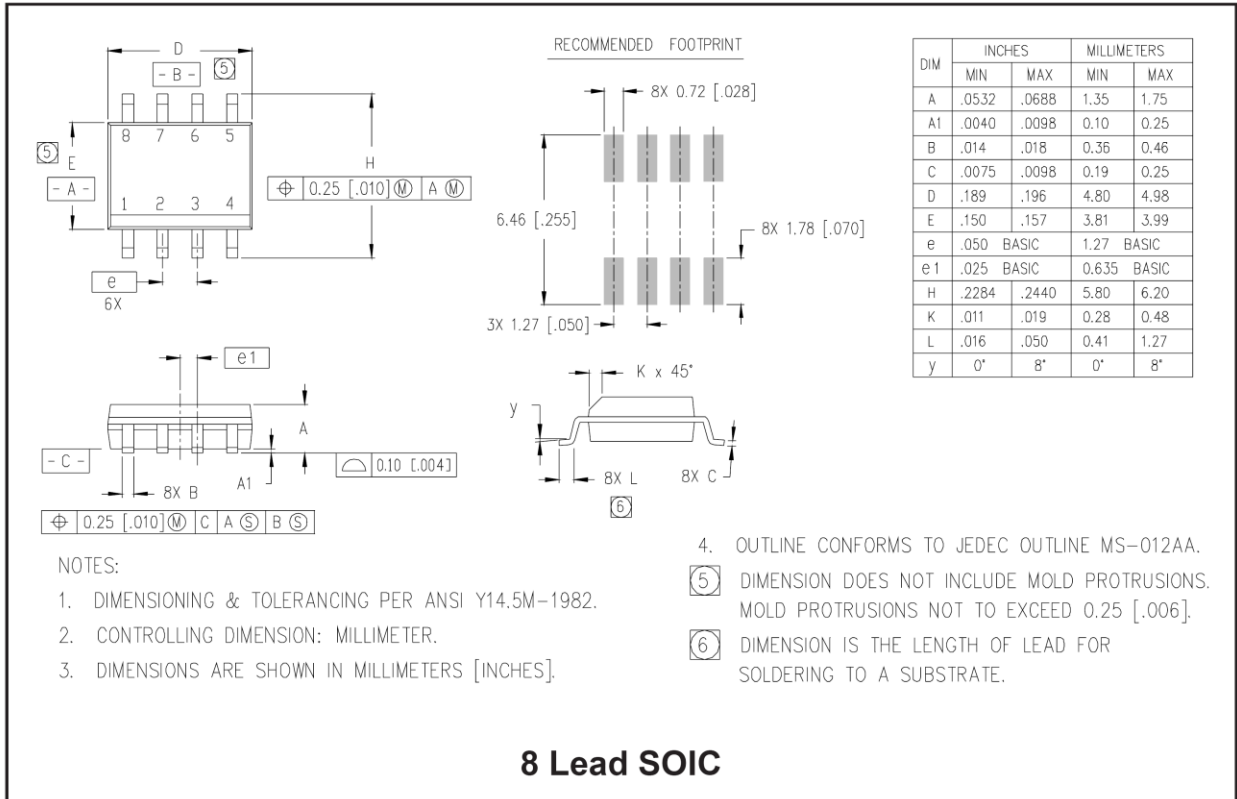 D
- B -
5
8 7 6 5
5
E
- A -
H
⌖ 0.25 [.010] Ⓜ A Ⓜ
1 2 3 4
e
6X
RECOMMENDED FOOTPRINT
8X 0.72 [.028]
6.46 [.255]
8X 1.78 [.070]
3X 1.27 [.050]
DIM INCHES MILLIMETERS
MIN MAX MIN MAX
A .0532 .0688 1.35 1.75
A1 .0040 .0098 0.10 0.25
B .014 .018 0.36 0.46
C .0075 .0098 0.19 0.25
D .189 .196 4.80 4.98
E .150 .157 3.81 3.99
e .050 BASIC 1.27 BASIC
e1 .025 BASIC 0.635 BASIC
H .2284 .2440 5.80 6.20
K .011 .019 0.28 0.48
L .016 .050 0.41 1.27
y 0° 8° 0° 8°
e1
A
- C -
8X B
A1
⌓ 0.10 [.004]
⌖ 0.25 [.010] Ⓜ C A Ⓢ B Ⓢ
K x 45°
y
8X L
6
8X C
NOTES:
1. DIMENSIONING & TOLERANCING PER ANSI Y14.5M-1982.
2. CONTROLLING DIMENSION: MILLIMETER.
3. DIMENSIONS ARE SHOWN IN MILLIMETERS [INCHES].
4. OUTLINE CONFORMS TO JEDEC OUTLINE MS-012AA.
5 DIMENSION DOES NOT INCLUDE MOLD PROTRUSIONS.
MOLD PROTRUSIONS NOT TO EXCEED 0.25 [.006].
6 DIMENSION IS THE LENGTH OF LEAD FOR
SOLDERING TO A SUBSTRATE.
8 Lead SOIC